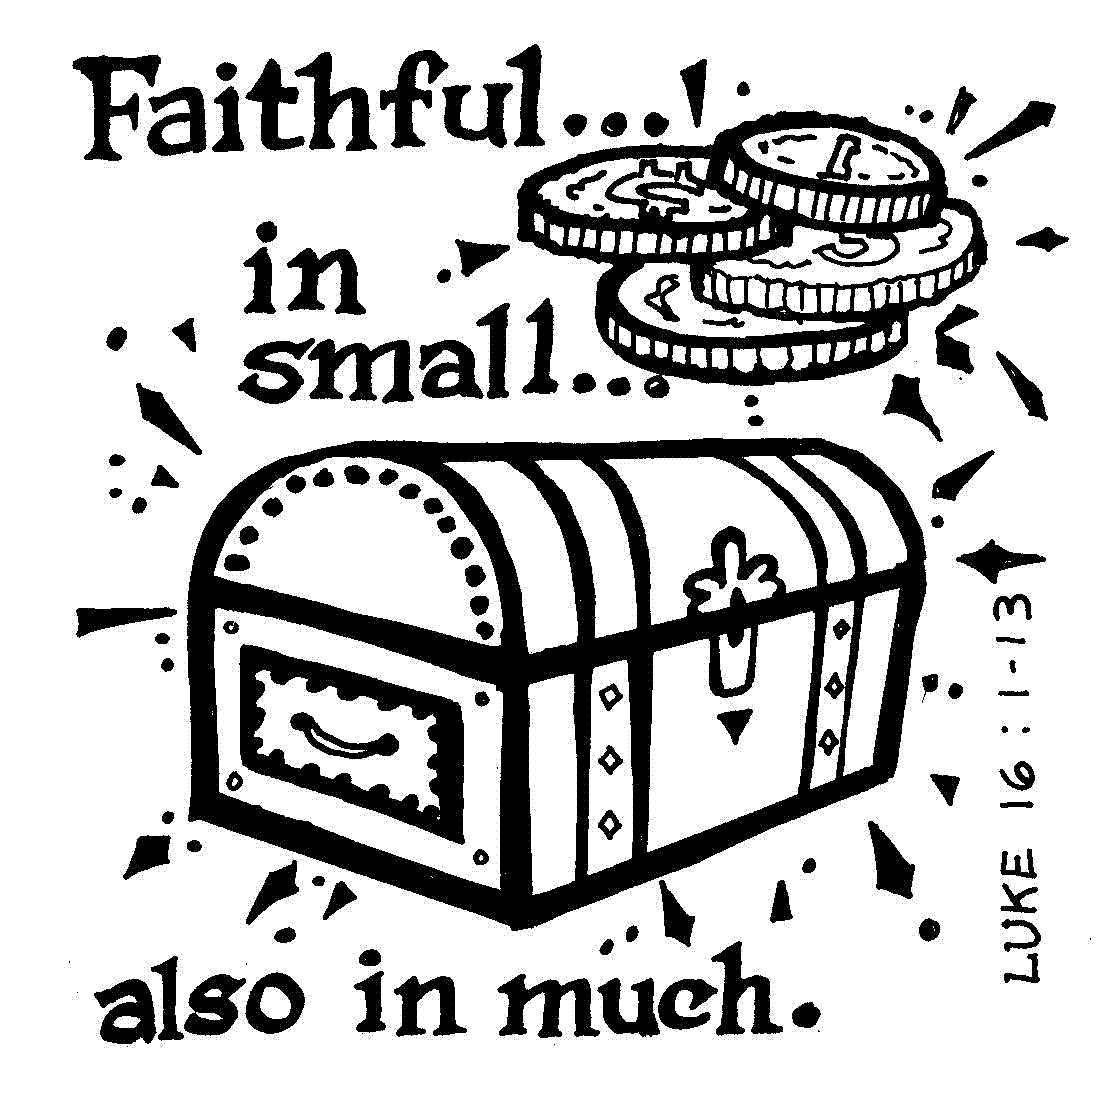 Faithful...
in
small...
also in much.
LUKE 16:1-13